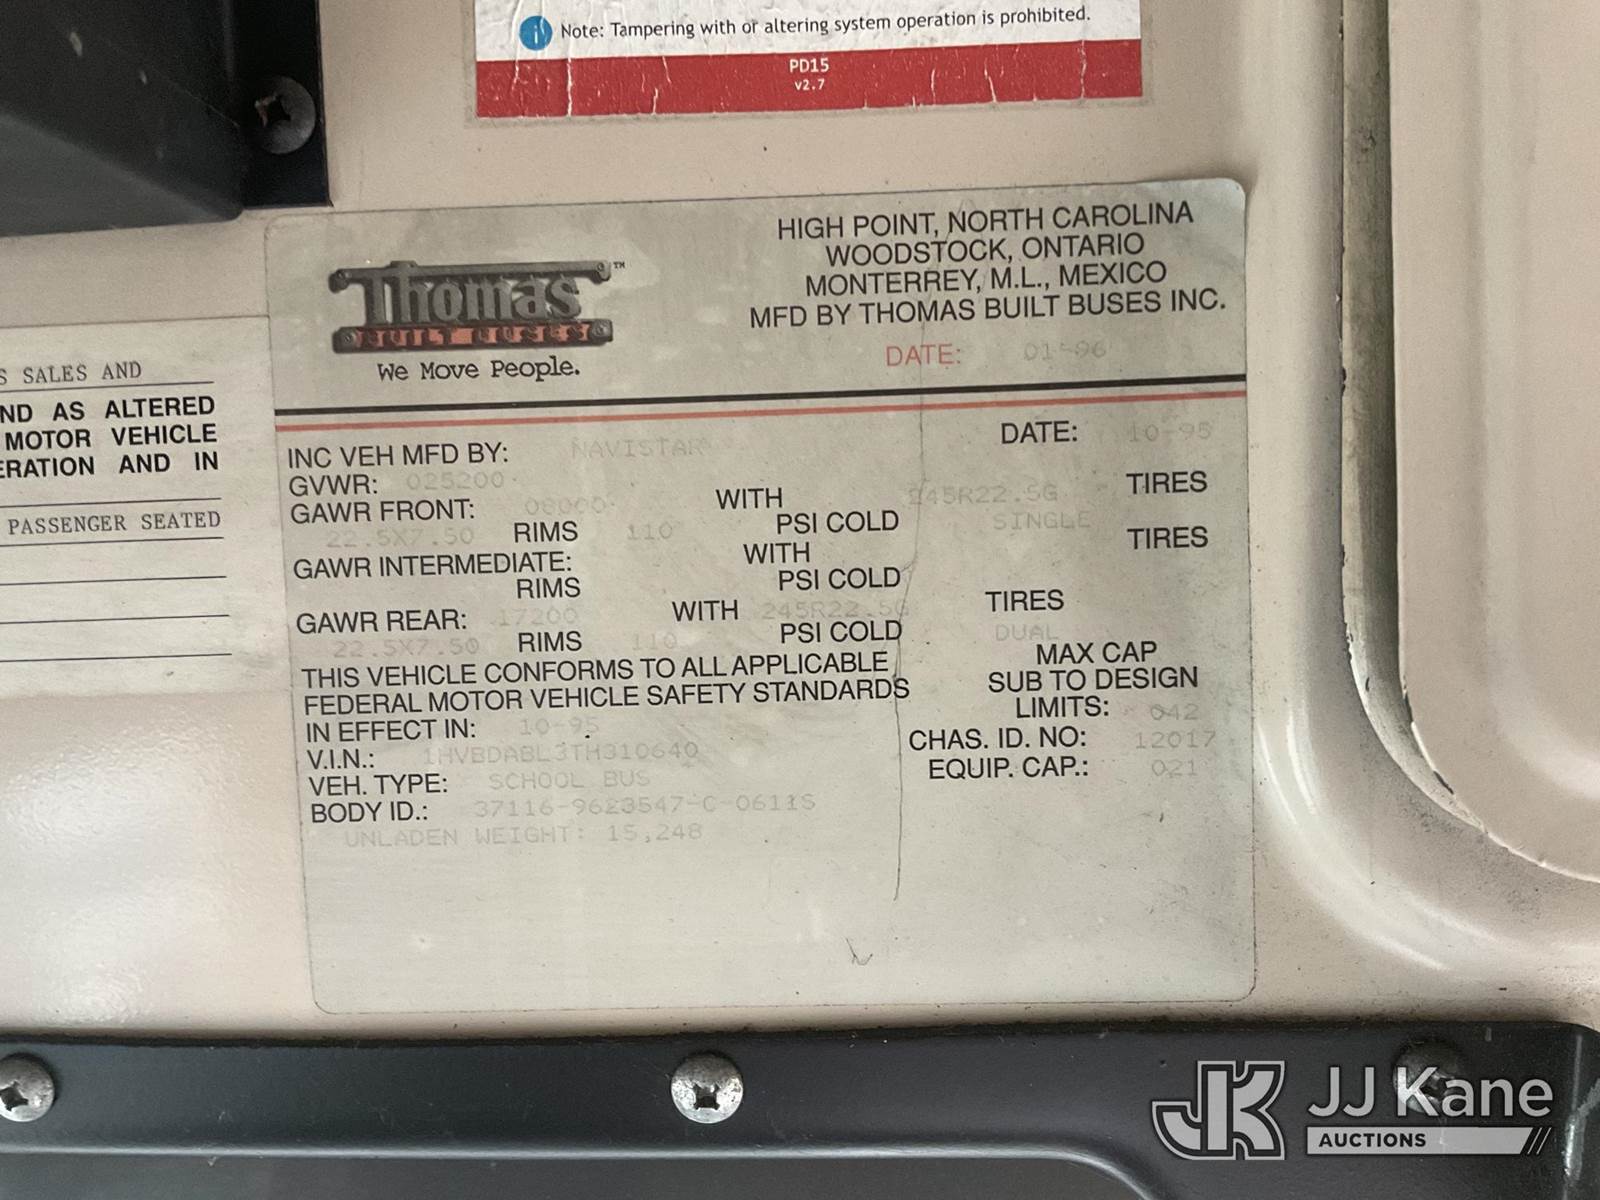 Note: Tampering with or altering system operation is prohibited.
PD15
v2.7
S SALES AND
ND AS ALTERED
MOTOR VEHICLE
ERATION AND IN
PASSENGER SEATED
Thomas™
BUILT BUSES
We Move People.
HIGH POINT, NORTH CAROLINA
WOODSTOCK, ONTARIO
MONTERREY, M.L., MEXICO
MFD BY THOMAS BUILT BUSES INC.
DATE: 01-96
INC VEH MFD BY: NAVISTAR DATE: 10-95
GVWR: 025200
GAWR FRONT: 08000 WITH 245R22.5G TIRES
22.5X7.50 RIMS 110 PSI COLD SINGLE
GAWR INTERMEDIATE: WITH TIRES
RIMS PSI COLD
GAWR REAR: 17200 WITH 245R22.5G TIRES
22.5X7.50 RIMS 110 PSI COLD DUAL
THIS VEHICLE CONFORMS TO ALL APPLICABLE
FEDERAL MOTOR VEHICLE SAFETY STANDARDS
IN EFFECT IN: 10-95
MAX CAP
SUB TO DESIGN
LIMITS: 042
V.I.N.: 1HVBDABL3TH310640
CHAS. ID. NO: 12017
VEH. TYPE: SCHOOL BUS
EQUIP. CAP.: 021
BODY ID.: 37116-9623547-C-0611S
UNLADEN WEIGHT: 15,248
JK JJ Kane
AUCTIONS